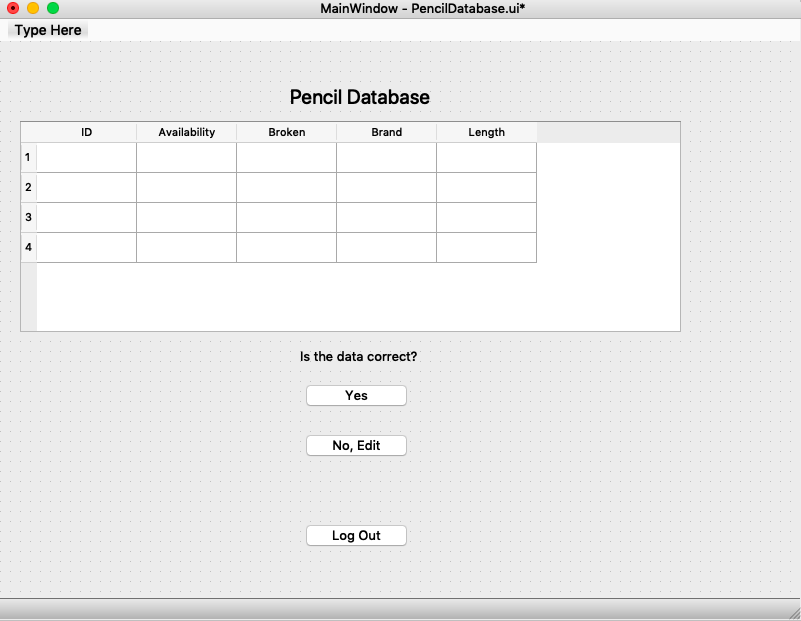 MainWindow - PencilDatabase.ui*
Type Here
Pencil Database
ID Availability Broken Brand Length
1
2
3
4
Is the data correct?
Yes
No, Edit
Log Out